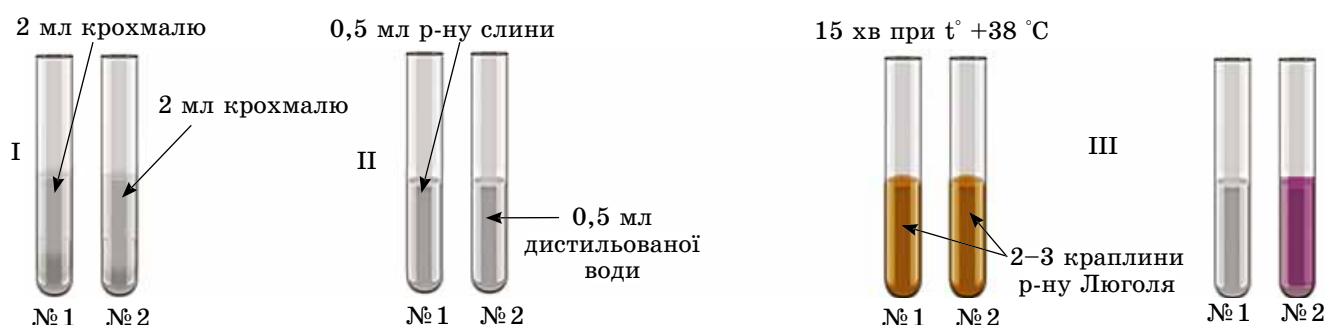 2 мл крохмалю
2 мл крохмалю
I
№ 1 № 2
0,5 мл р-ну слини
II
0,5 мл
дистильованої
води
№ 1 № 2
15 хв при t° +38 °C
III
2–3 краплини
р-ну Люголя
№ 1 № 2
№ 1 № 2